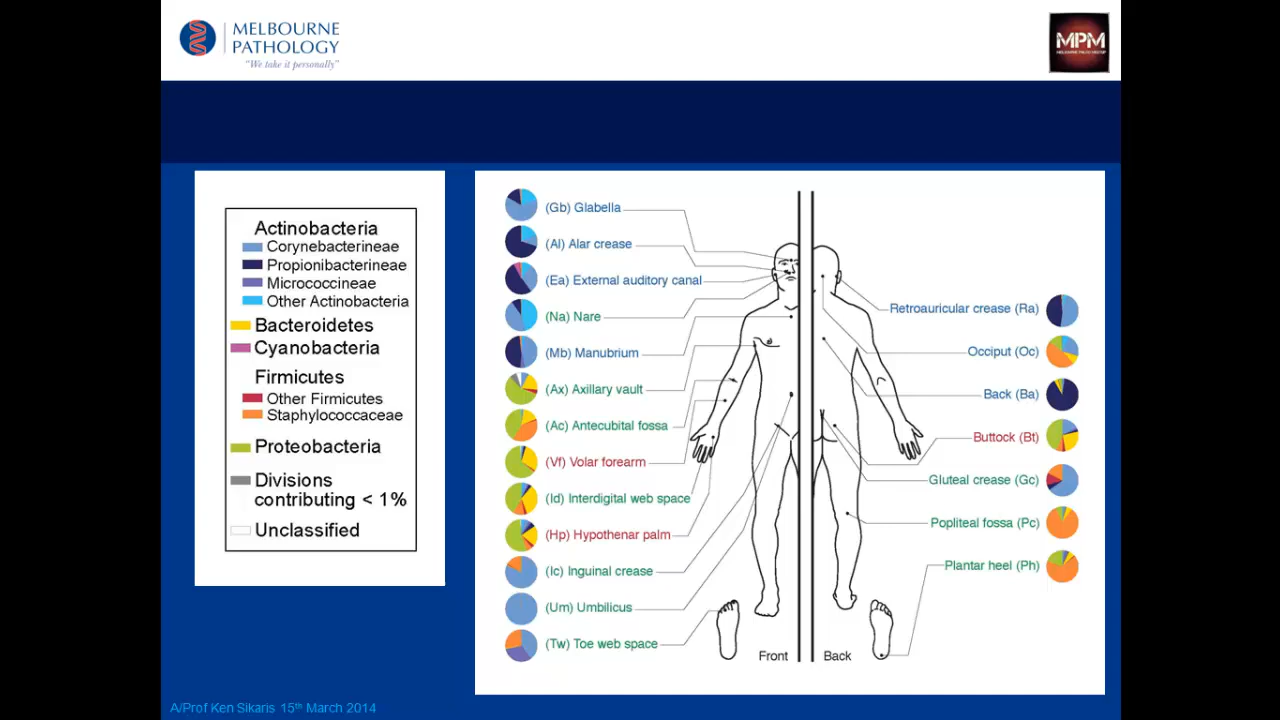 MELBOURNE
PATHOLOGY
"We take it personally"
MPM
Actinobacteria
Corynebacterineae
Propionibacterineae
Micrococcineae
Other Actinobacteria
Bacteroidetes
Cyanobacteria
Firmicutes
Other Firmicutes
Staphylococcaceae
Proteobacteria
Divisions
contributing < 1%
Unclassified
(Gb) Glabella
(Al) Alar crease
(Ea) External auditory canal
(Na) Nare
(Mb) Manubrium
(Ax) Axillary vault
(Ac) Antecubital fossa
(Vf) Volar forearm
(Id) Interdigital web space
(Hp) Hypothenar palm
(Ic) Inguinal crease
(Um) Umbilicus
(Tw) Toe web space
Retroauricular crease (Ra)
Occiput (Oc)
Back (Ba)
Buttock (Bt)
Gluteal crease (Gc)
Popliteal fossa (Pc)
Plantar heel (Ph)
Front
Back
A/Prof Ken Sikaris 15th March 2014